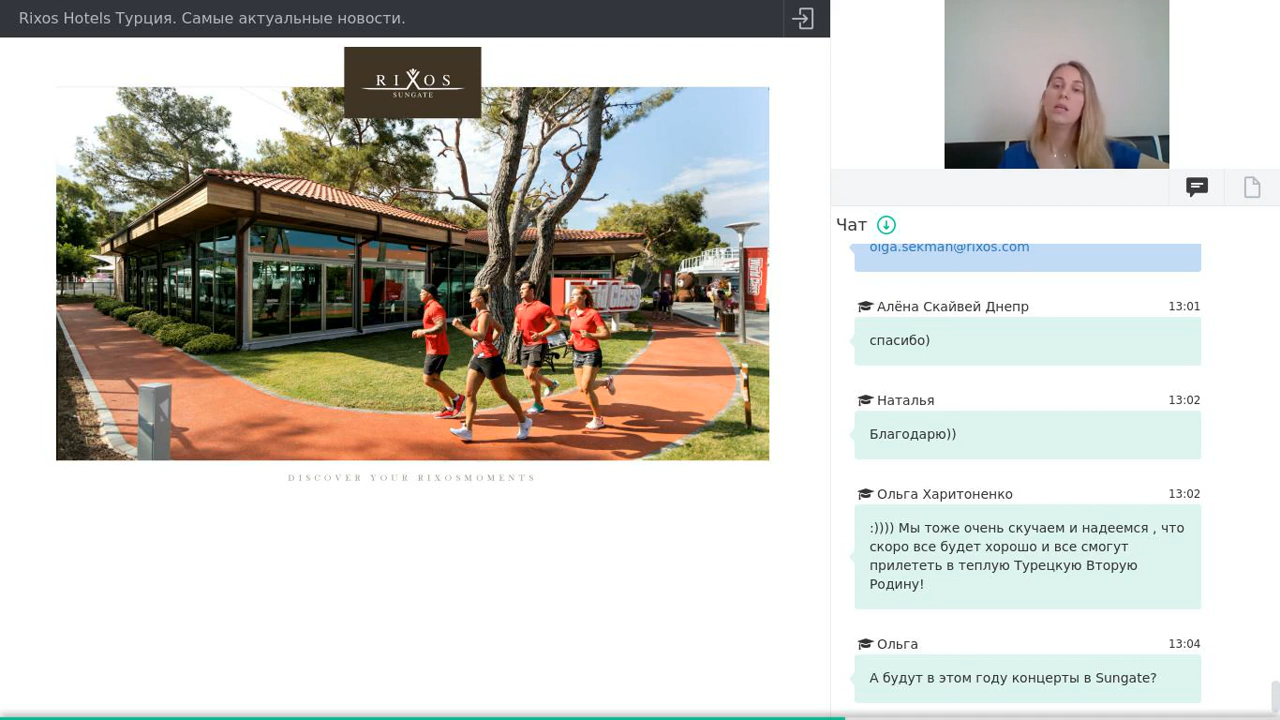 Rixos Hotels Турция. Самые актуальные новости.
RIXOS
SUNGATE
DISCOVER YOUR RIXOSMOMENTS
Чат
olga.sekman@rixos.com
Алёна Скайвей Днепр 13:01
спасибо)
Наталья 13:02
Благодарю))
Ольга Харитоненко 13:02
:)))) Мы тоже очень скучаем и надеемся , что
скоро все будет хорошо и все смогут
прилететь в теплую Турецкую Вторую
Родину!
Ольга 13:04
А будут в этом году концерты в Sungate?